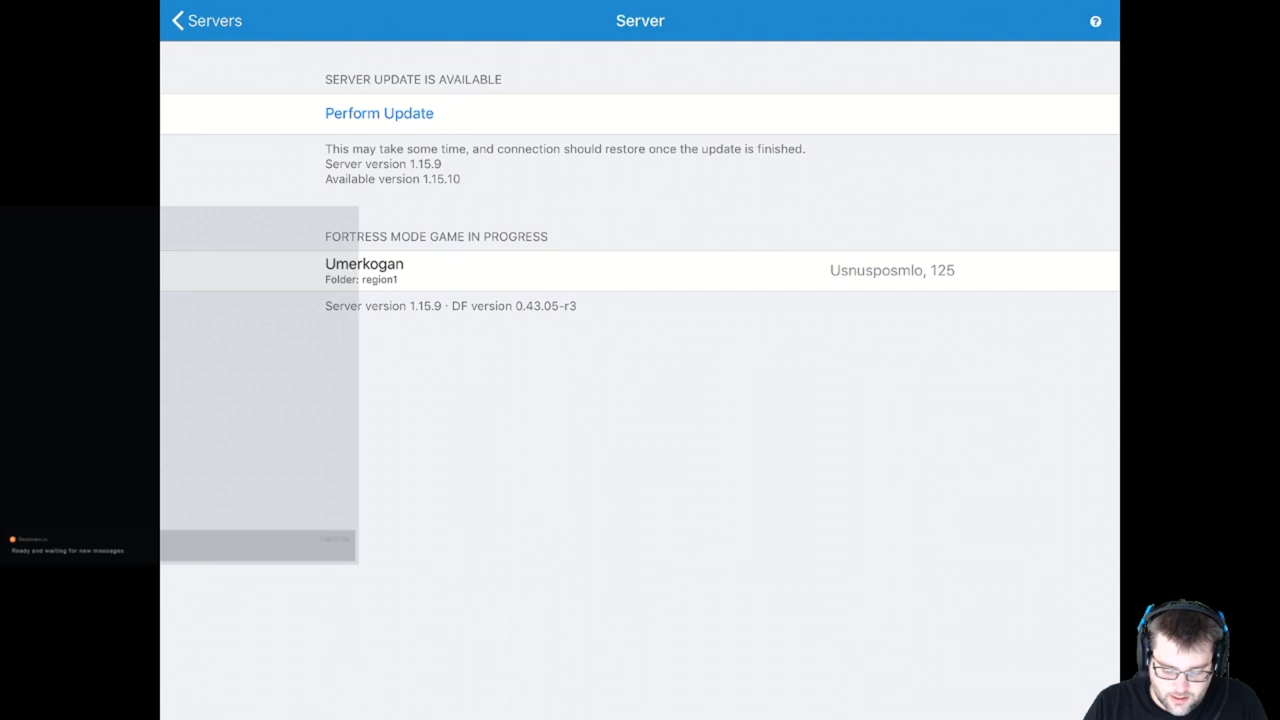 Servers
Server
?
SERVER UPDATE IS AVAILABLE
Perform Update
This may take some time, and connection should restore once the update is finished.
Server version 1.15.9
Available version 1.15.10
FORTRESS MODE GAME IN PROGRESS
Umerkogan
Usnusposmlo, 125
Folder: region1
Server version 1.15.9 · DF version 0.43.05-r3
Ready and waiting for new messages